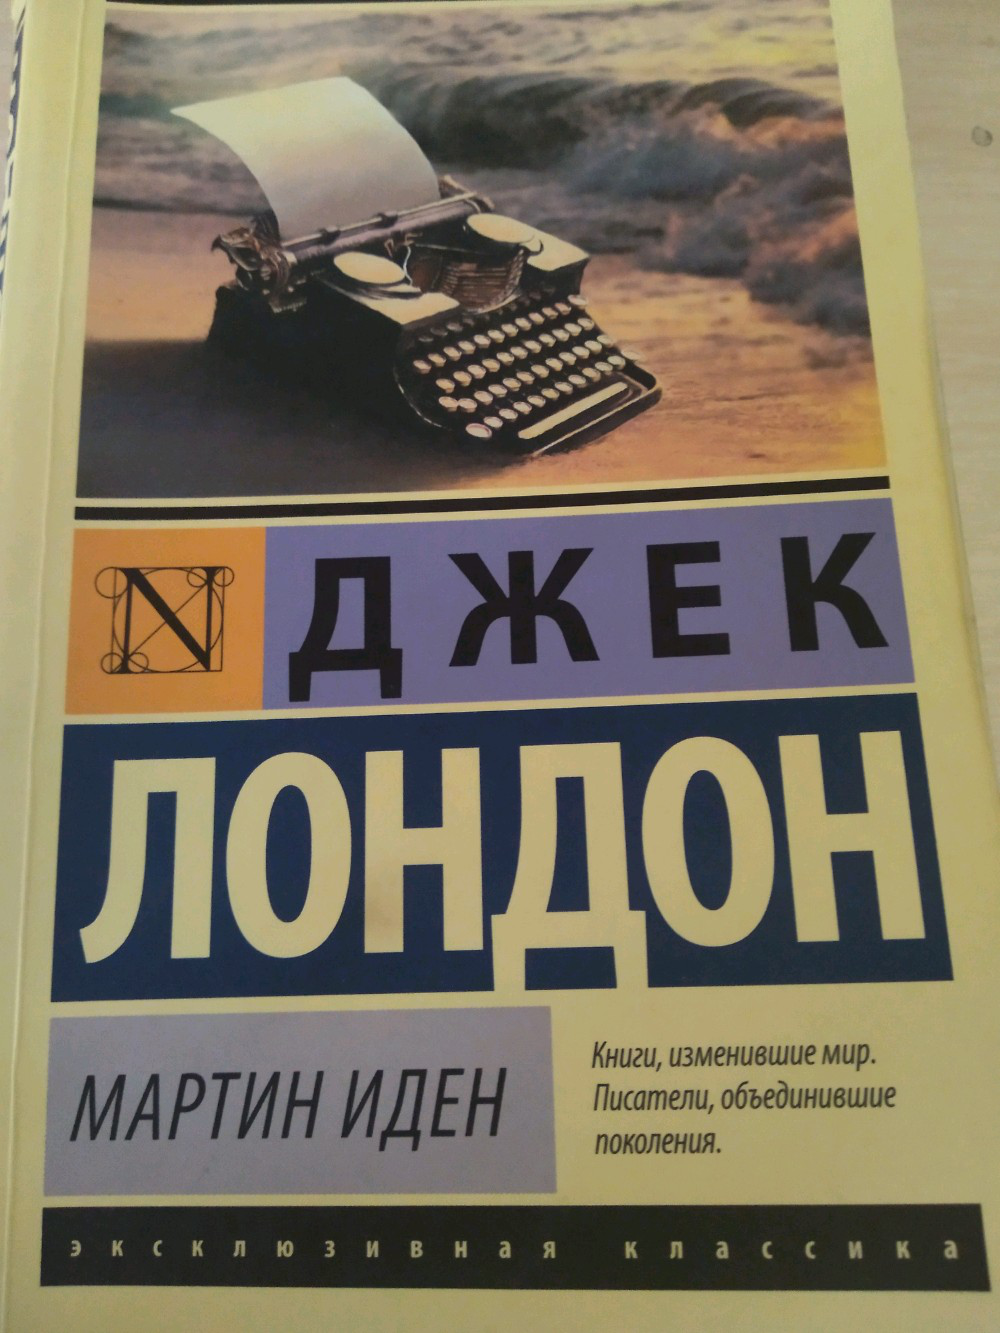 N
ДЖЕК
ЛОНДОН
МАРТИН ИДЕН
Книги, изменившие мир.
Писатели, объединившие
поколения.
эксклюзивная классика